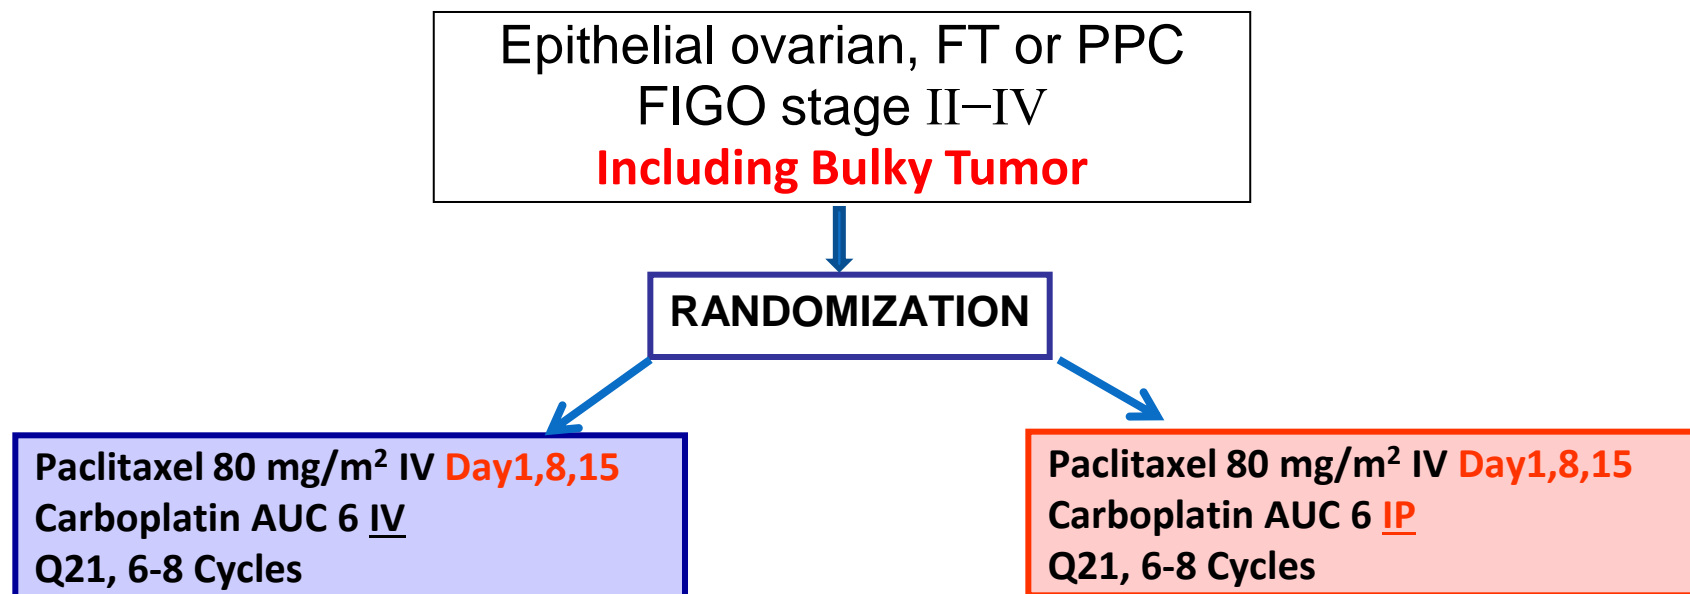 Epithelial ovarian, FT or PPC
FIGO stage II–IV
Including Bulky Tumor
RANDOMIZATION
Paclitaxel 80 mg/m² IV Day1,8,15
Carboplatin AUC 6 IV
Q21, 6-8 Cycles
Paclitaxel 80 mg/m² IV Day1,8,15
Carboplatin AUC 6 IP
Q21, 6-8 Cycles